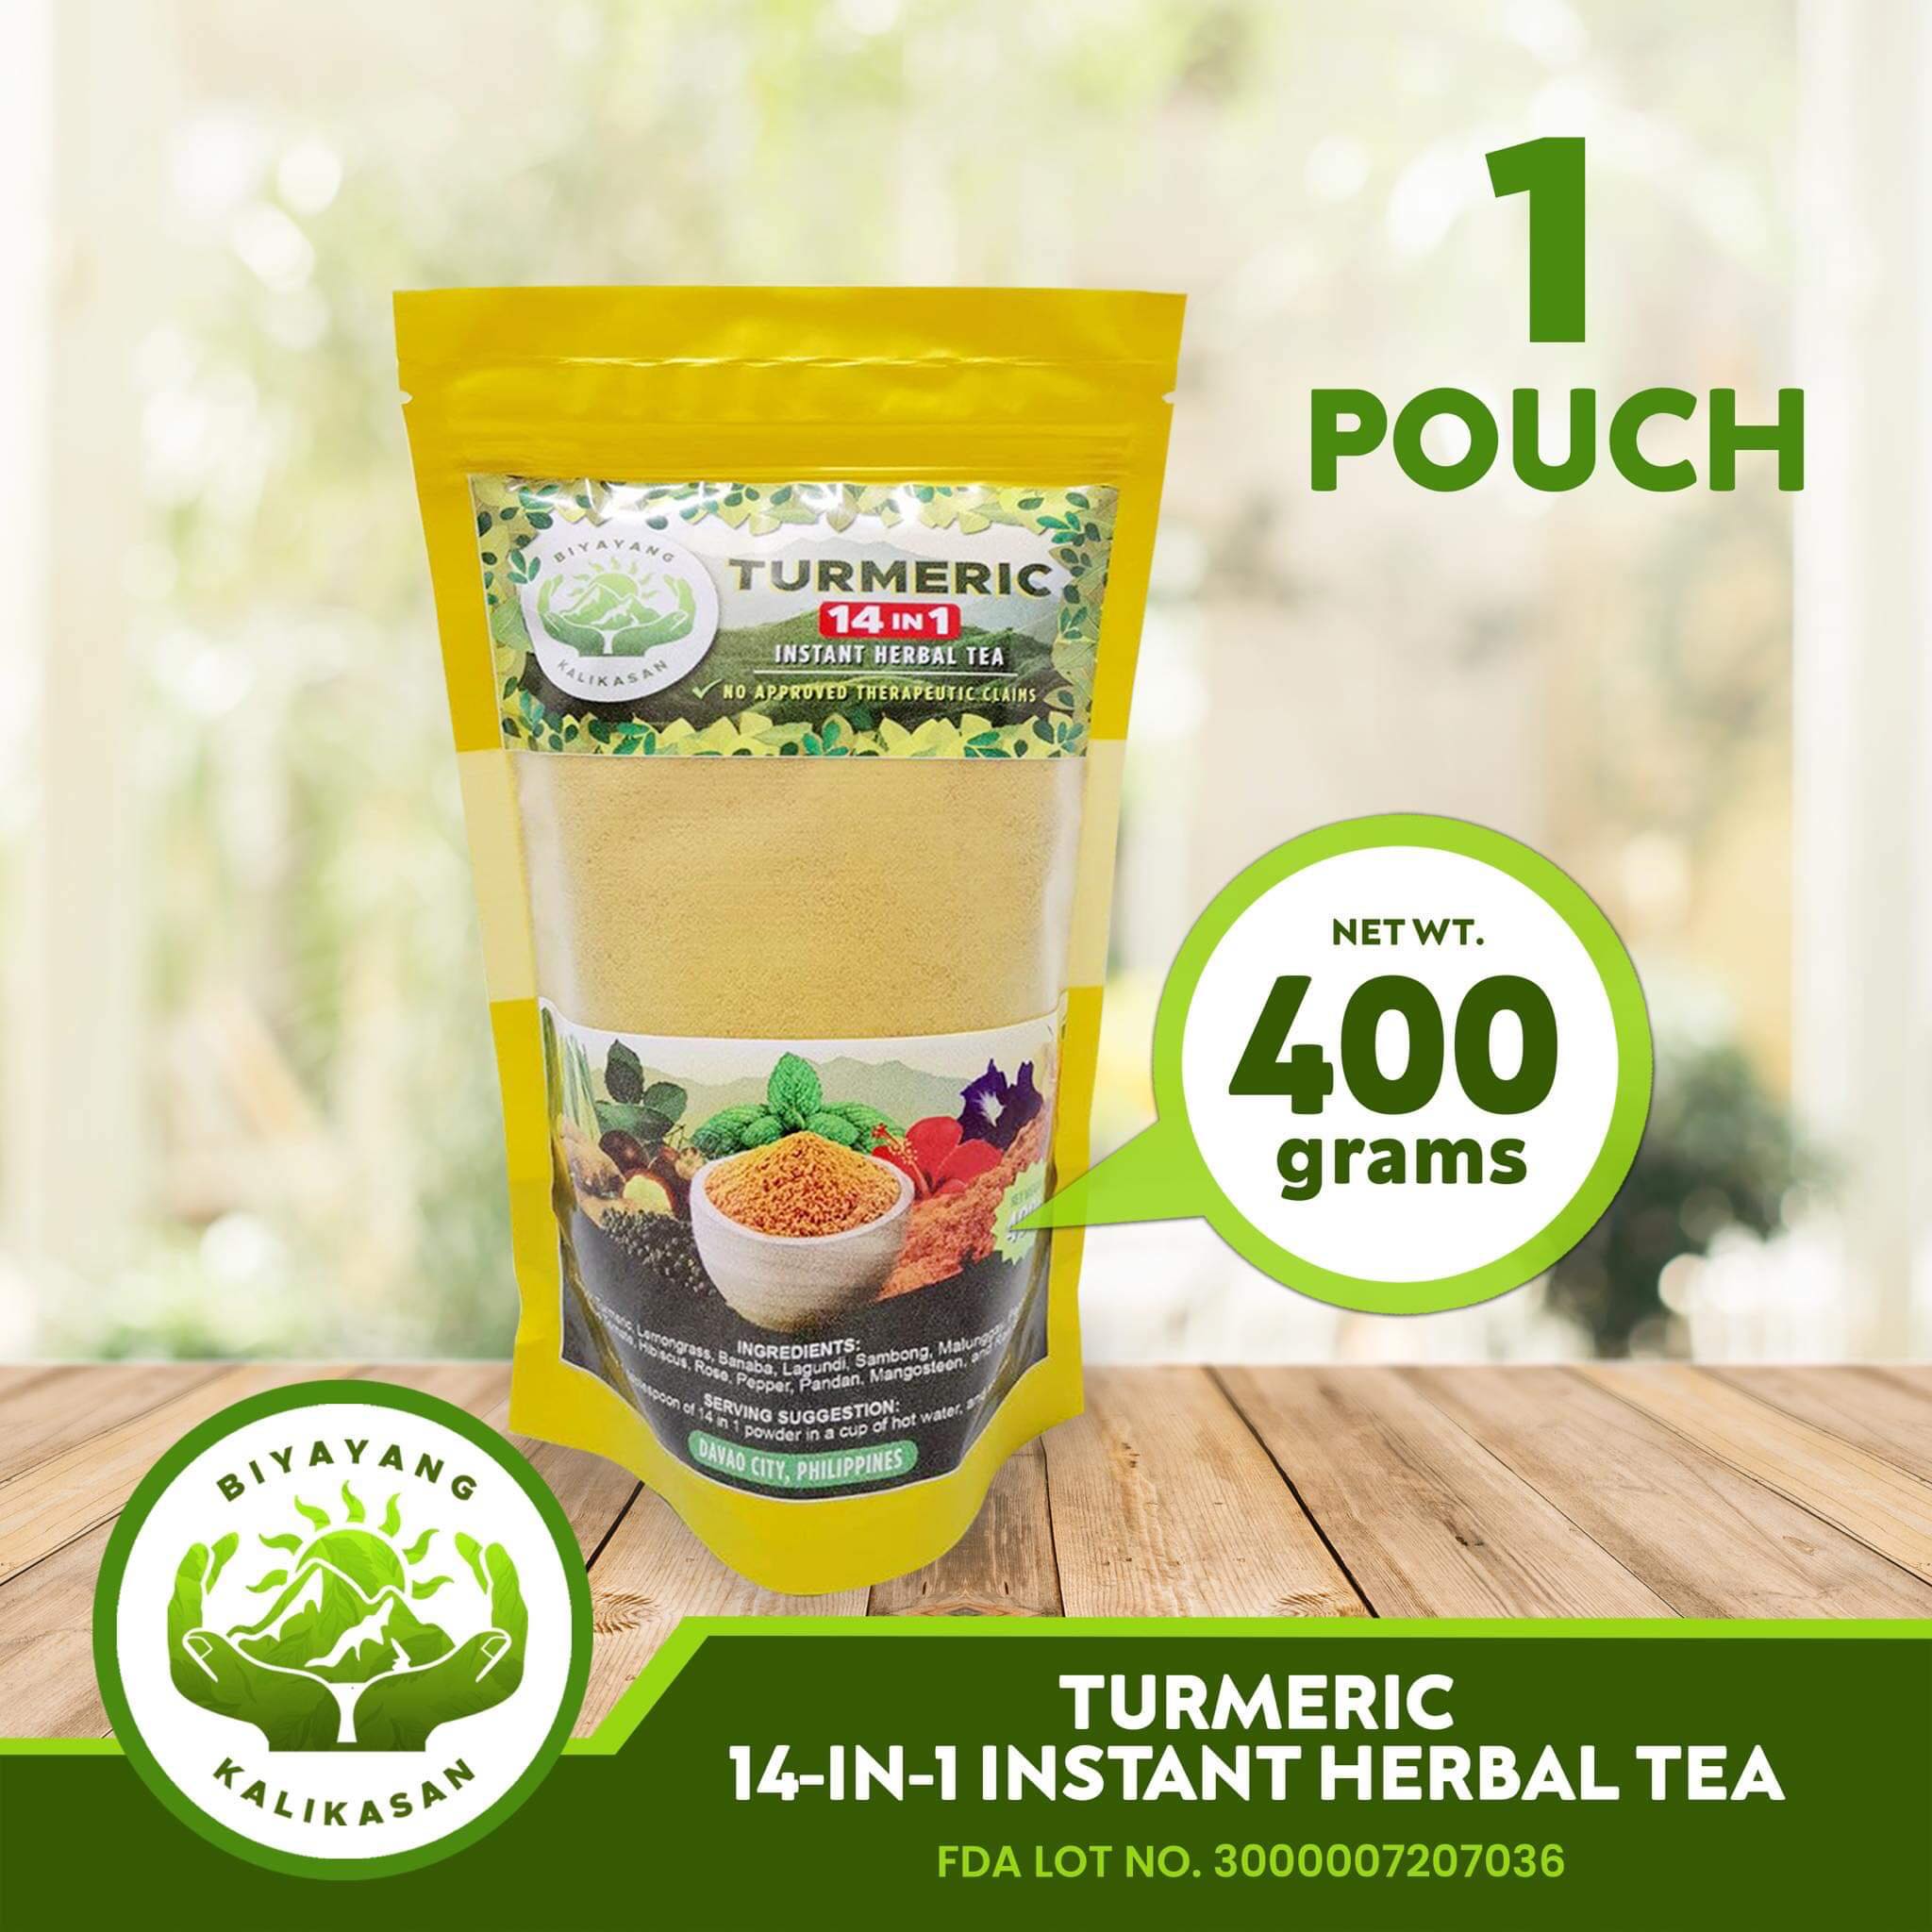 1
POUCH
BIYAYANG
KALIKASAN
TURMERIC
14 IN 1
INSTANT HERBAL TEA
✓ NO APPROVED THERAPEUTIC CLAIMS
NET WT.
400
grams
INGREDIENTS:
Turmeric, Lemongrass, Banaba, Lagundi, Sambong, Malunggay,
Hibiscus, Rose, Pepper, Pandan, Mangosteen, and
SERVING SUGGESTION:
of 14 in 1 powder in a cup of hot water, and
DAVAO CITY, PHILIPPINES
BIYAYANG
KALIKASAN
TURMERIC
14-IN-1 INSTANT HERBAL TEA
FDA LOT NO. 3000007207036